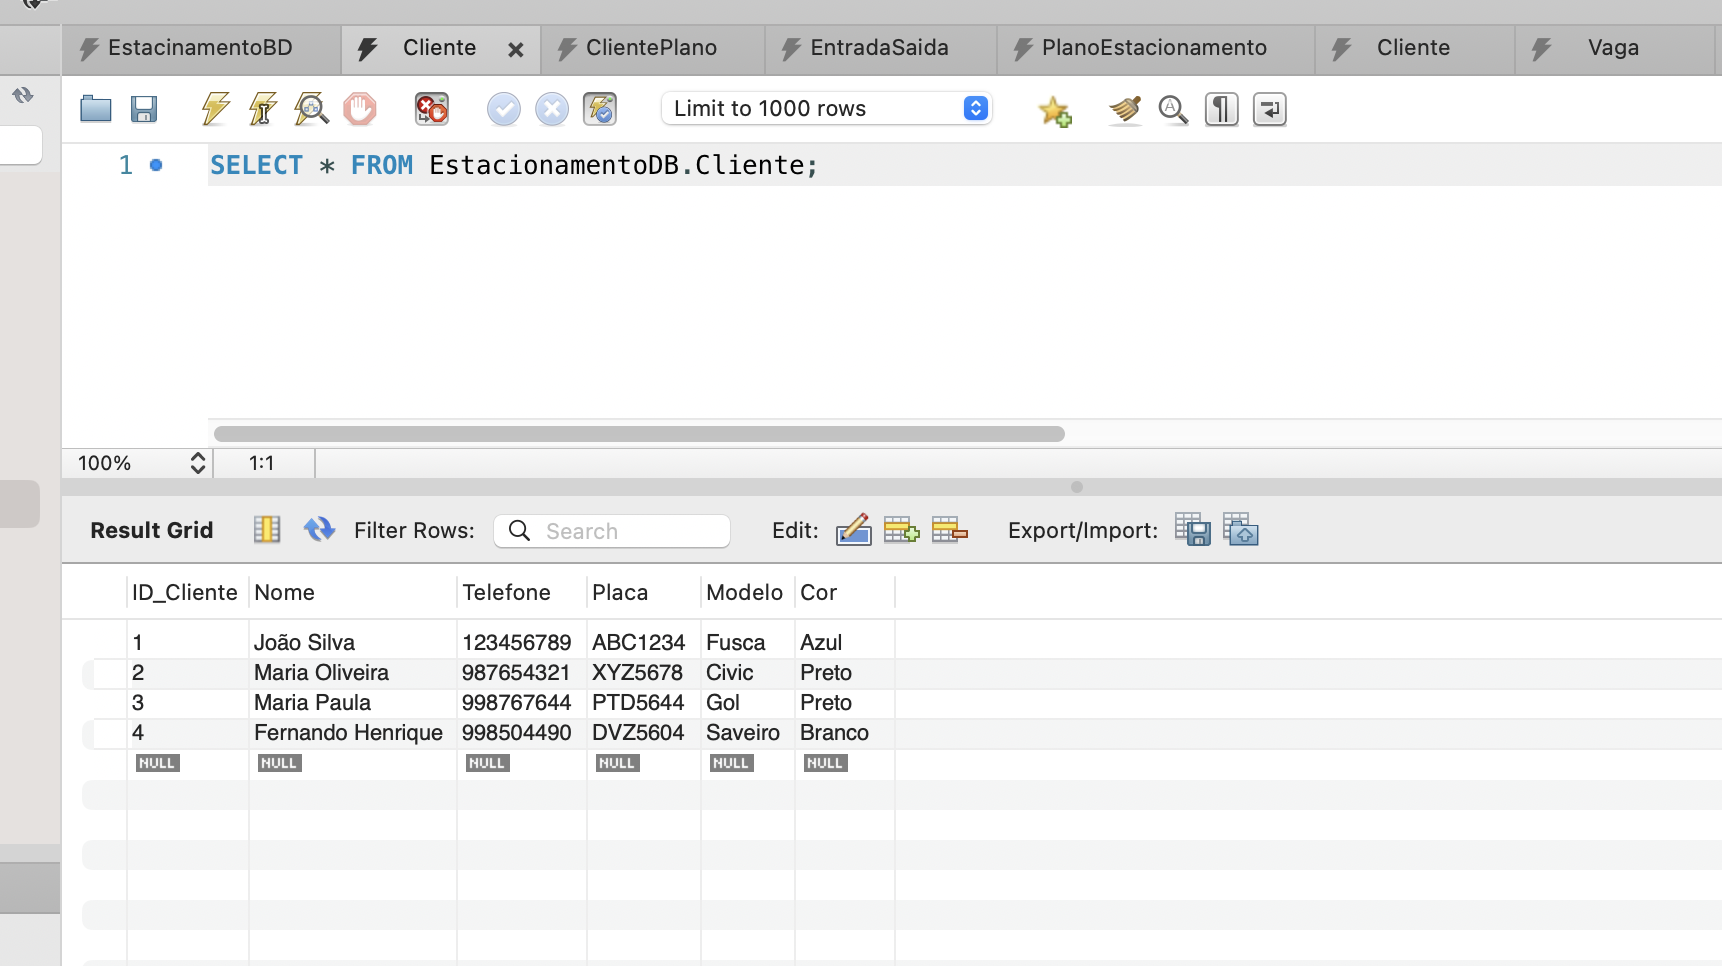 EstacinamentoBD Cliente ClientePlano EntradaSaida PlanoEstacionamento Cliente Vaga
Limit to 1000 rows
1 SELECT * FROM EstacionamentoDB.Cliente;
100% 1:1
Result Grid Filter Rows: Search Edit: Export/Import:
ID_Cliente Nome Telefone Placa Modelo Cor
1 João Silva 123456789 ABC1234 Fusca Azul
2 Maria Oliveira 987654321 XYZ5678 Civic Preto
3 Maria Paula 998767644 PTD5644 Gol Preto
4 Fernando Henrique 998504490 DVZ5604 Saveiro Branco
NULL NULL NULL NULL NULL NULL